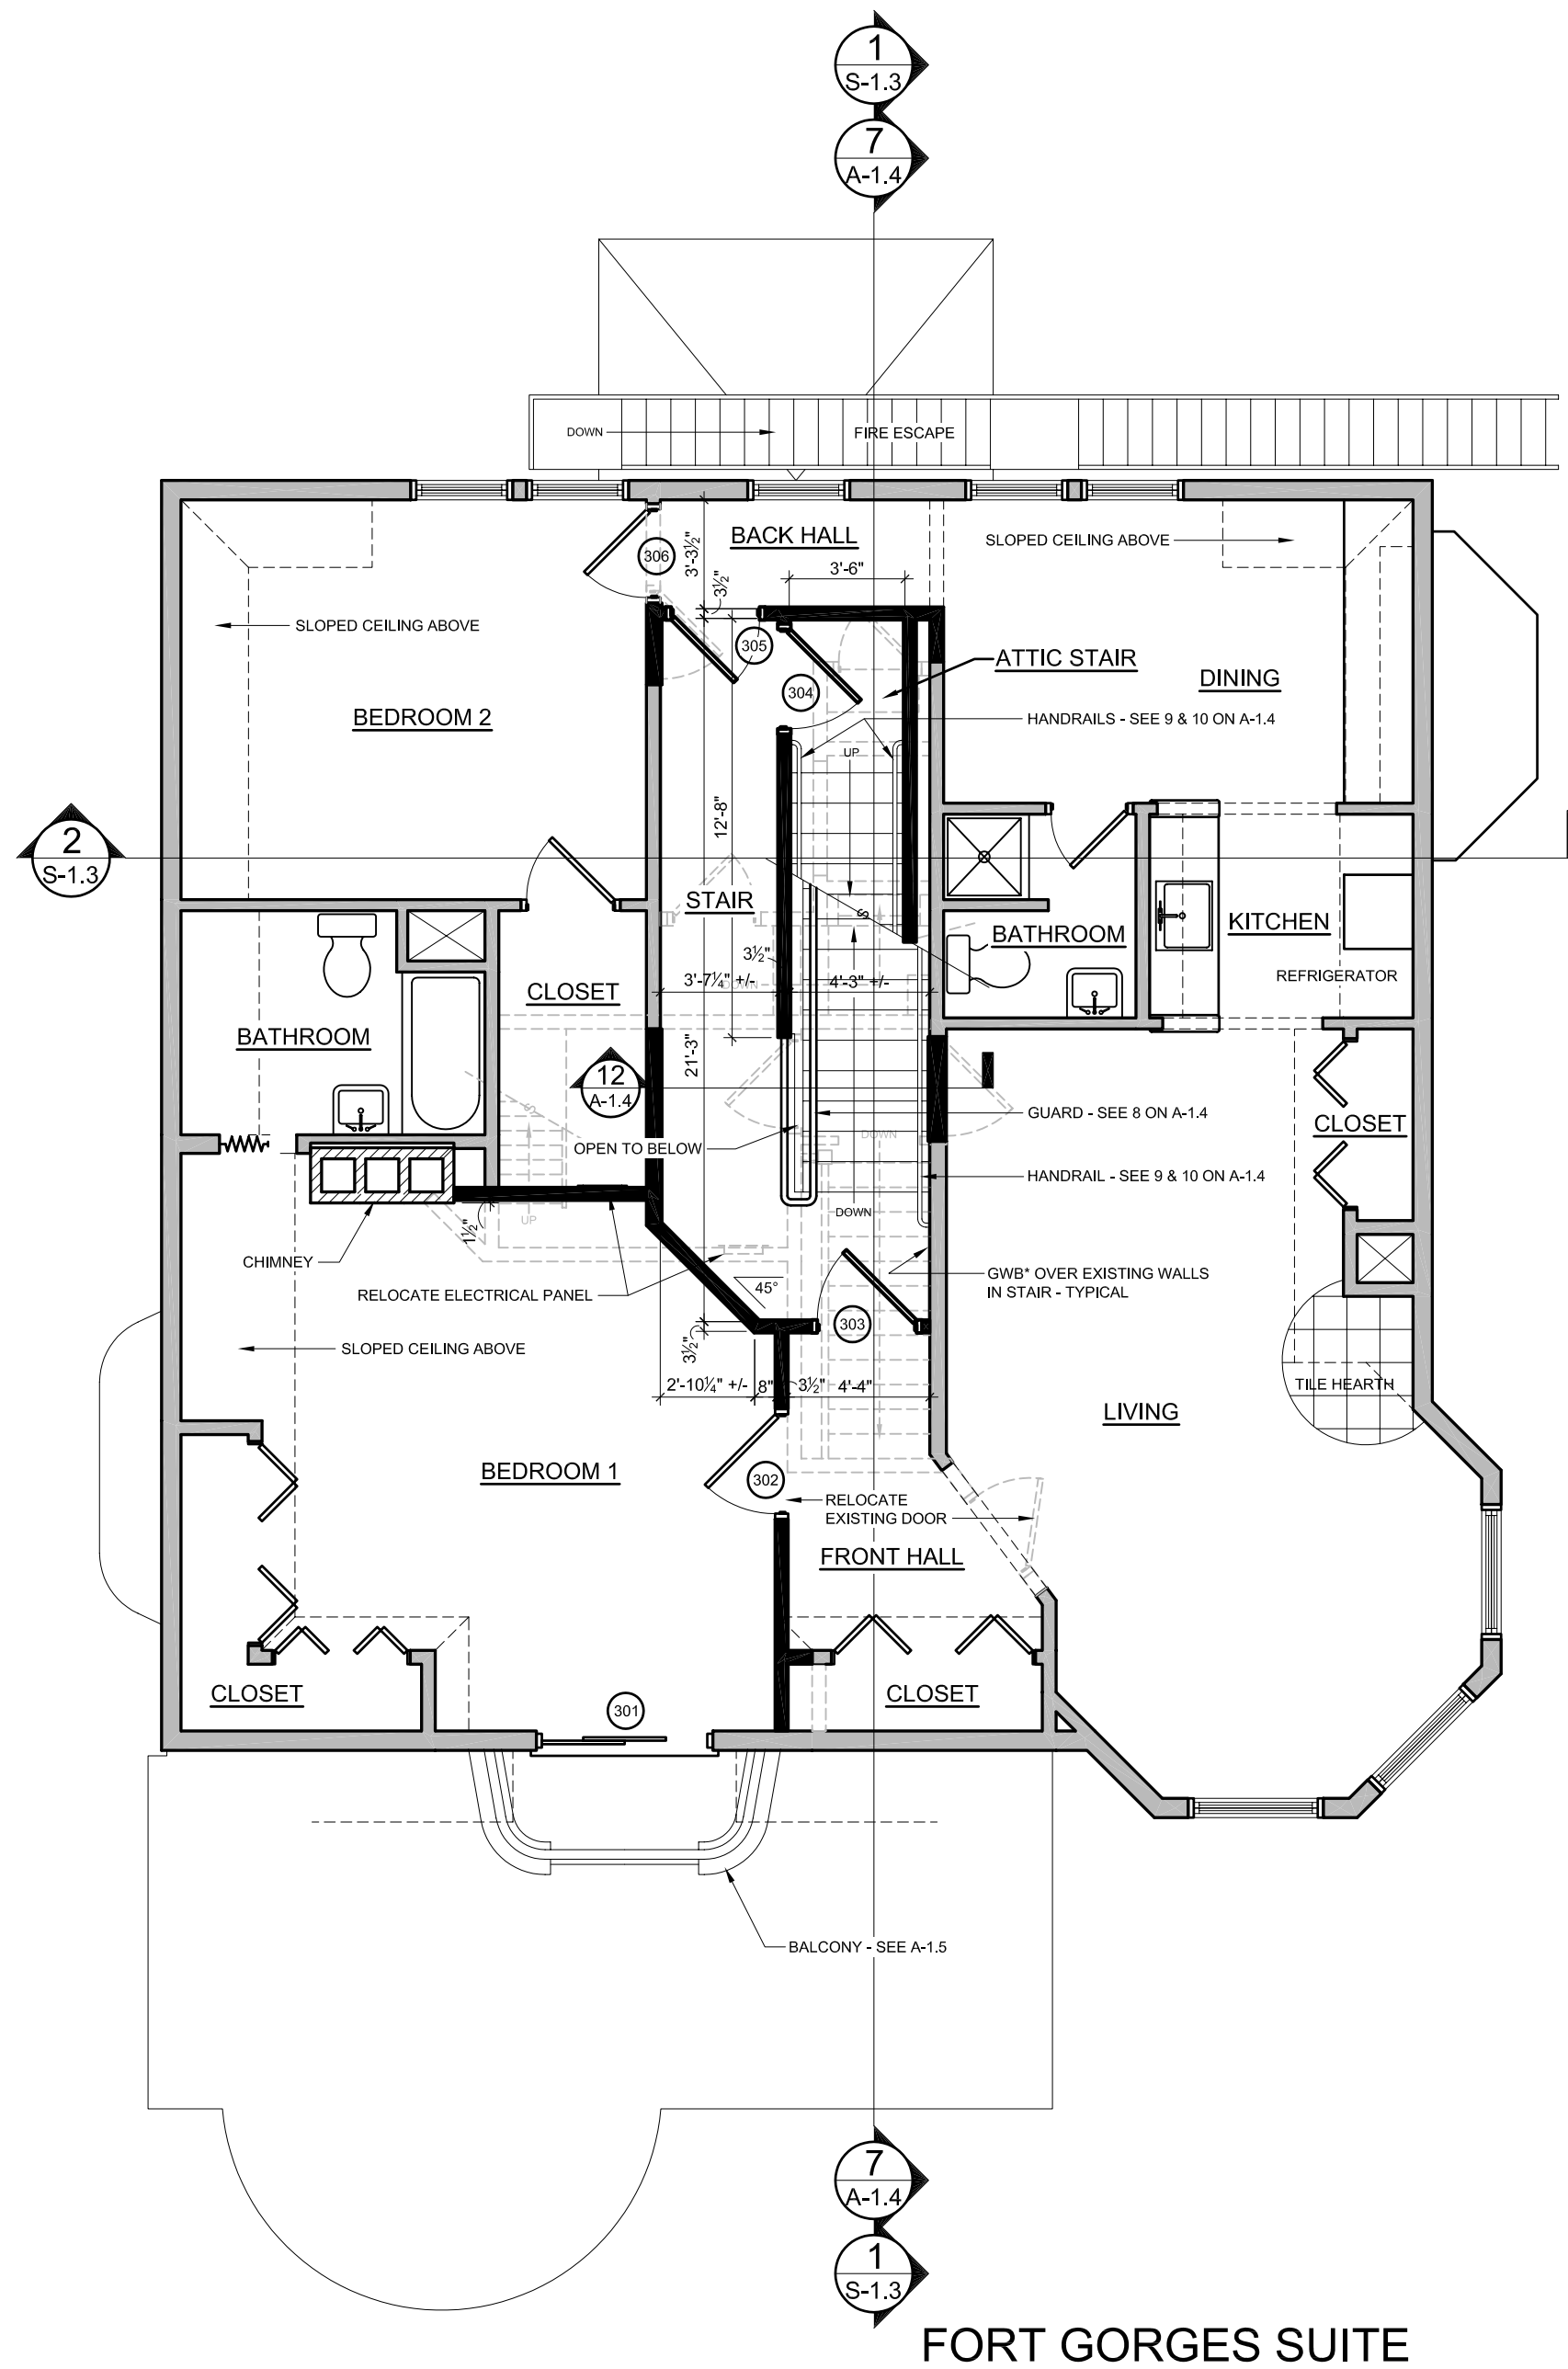 1
S-1.3
7
A-1.4
DOWN
FIRE ESCAPE
BACK HALL
SLOPED CEILING ABOVE
306
3'-3½"
3½"
3'-6"
SLOPED CEILING ABOVE
305
ATTIC STAIR
DINING
304
BEDROOM 2
HANDRAILS - SEE 9 & 10 ON A-1.4
UP
12'-8"
2
S-1.3
STAIR
KITCHEN
BATHROOM
3½"
3'-7¼" +/-
4'-3" +/-
DOWN
DOWN
REFRIGERATOR
CLOSET
BATHROOM
21'-3"
12
A-1.4
GUARD - SEE 8 ON A-1.4
CLOSET
DOWN
OPEN TO BELOW
HANDRAIL - SEE 9 & 10 ON A-1.4
UP
DOWN
1½"
CHIMNEY
GWB* OVER EXISTING WALLS
IN STAIR - TYPICAL
RELOCATE ELECTRICAL PANEL
45°
303
SLOPED CEILING ABOVE
3½"
2'-10¼" +/-
8"
3½"
4'-4"
TILE HEARTH
LIVING
BEDROOM 1
302
RELOCATE
EXISTING DOOR
FRONT HALL
CLOSET
301
CLOSET
BALCONY - SEE A-1.5
7
A-1.4
1
S-1.3
FORT GORGES SUITE